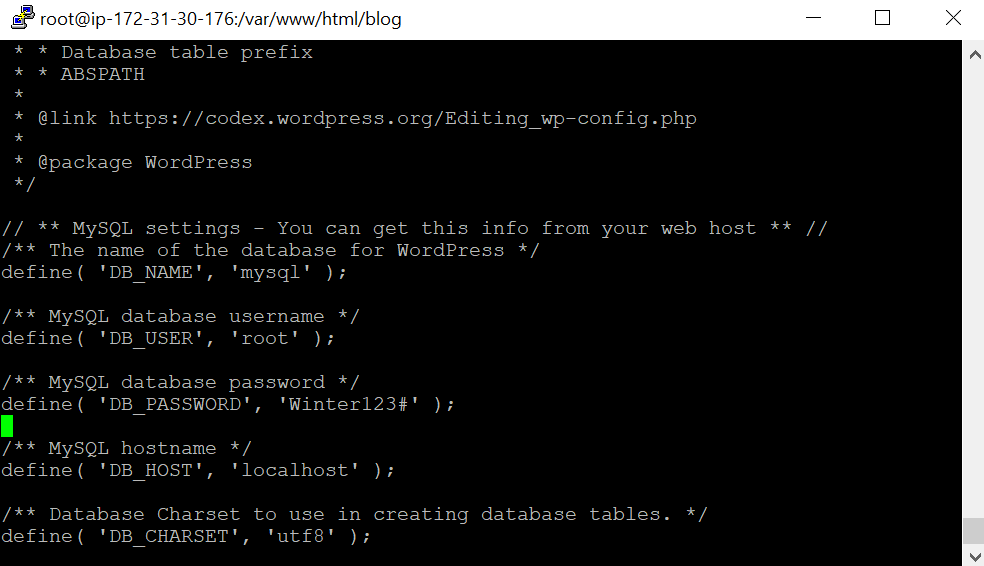 root@ip-172-31-30-176:/var/www/html/blog
 * * Database table prefix
 * * ABSPATH
 *
 * @link https://codex.wordpress.org/Editing_wp-config.php
 *
 * @package WordPress
 */

// ** MySQL settings - You can get this info from your web host ** //
/** The name of the database for WordPress */
define( 'DB_NAME', 'mysql' );

/** MySQL database username */
define( 'DB_USER', 'root' );

/** MySQL database password */
define( 'DB_PASSWORD', 'Winter123#' );

/** MySQL hostname */
define( 'DB_HOST', 'localhost' );

/** Database Charset to use in creating database tables. */
define( 'DB_CHARSET', 'utf8' );